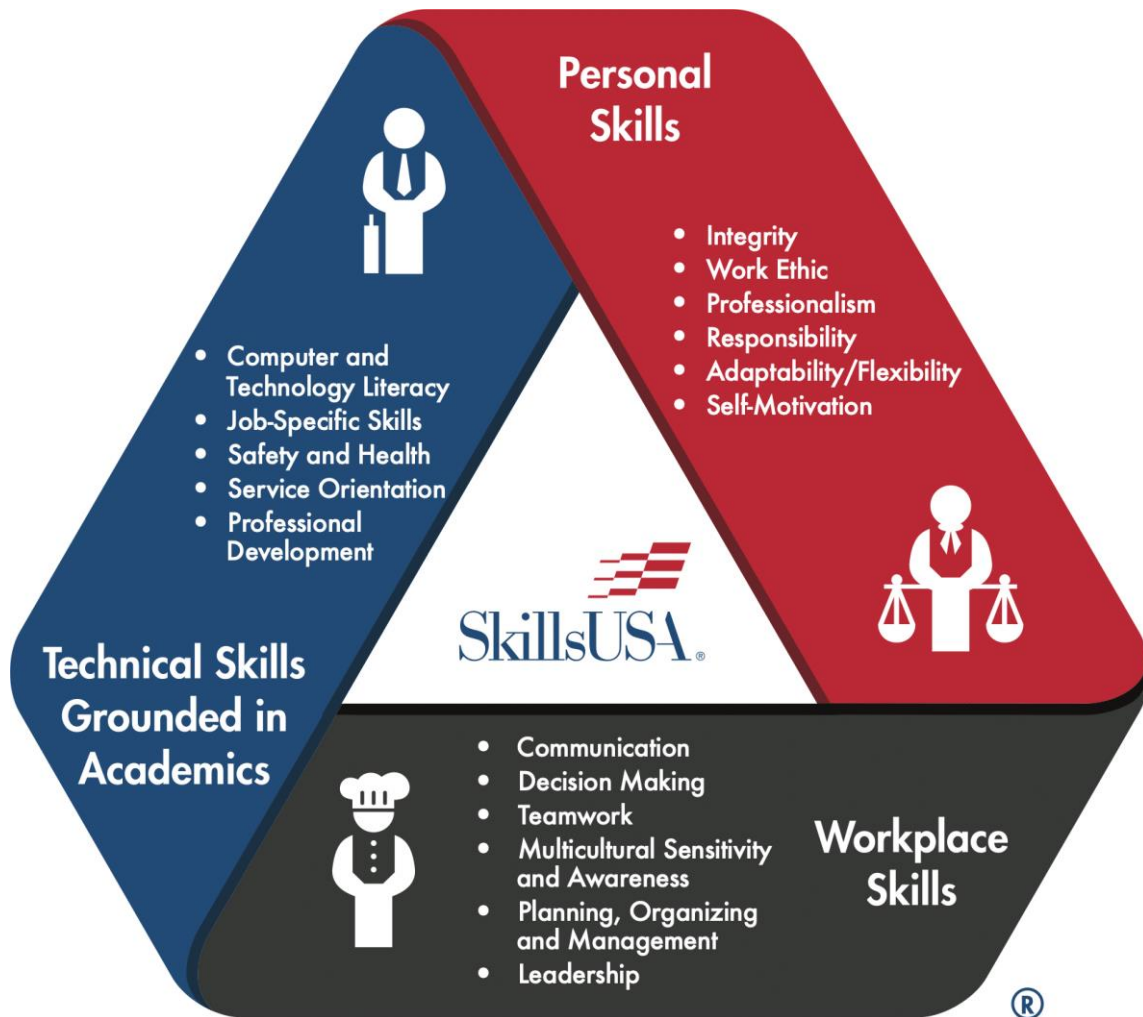 Personal
Skills
• Integrity
• Work Ethic
• Professionalism
• Responsibility
• Adaptability/Flexibility
• Self-Motivation
• Computer and
Technology Literacy
• Job-Specific Skills
• Safety and Health
• Service Orientation
• Professional
Development
Technical Skills
Grounded in
Academics
SkillsUSA®
• Communication
• Decision Making
• Teamwork
• Multicultural Sensitivity
and Awareness
• Planning, Organizing
and Management
• Leadership
Workplace
Skills
®